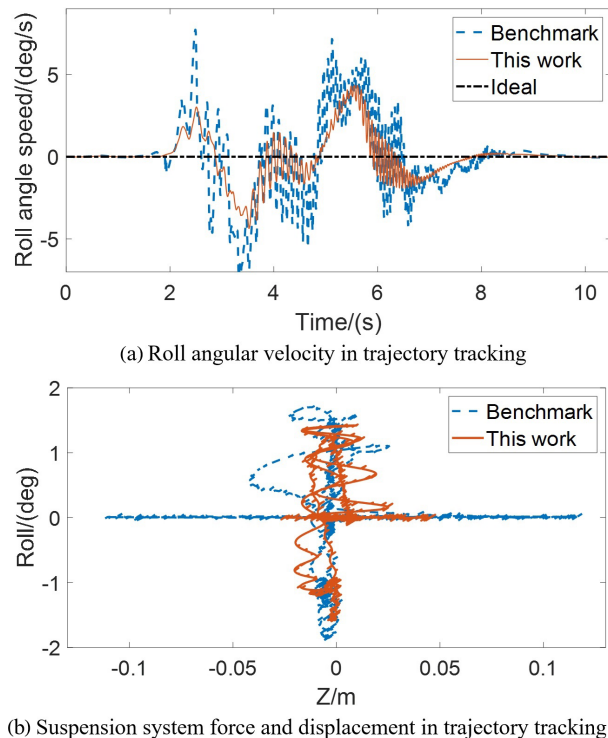 Roll angle speed/(deg/s)
5
0
-5
Benchmark
This work
Ideal
0 2 4 6 8 10
Time/(s)
(a) Roll angular velocity in trajectory tracking
Roll/(deg)
2
1
0
-1
-2
Benchmark
This work
-0.1 -0.05 0 0.05 0.1
Z/m
(b) Suspension system force and displacement in trajectory tracking